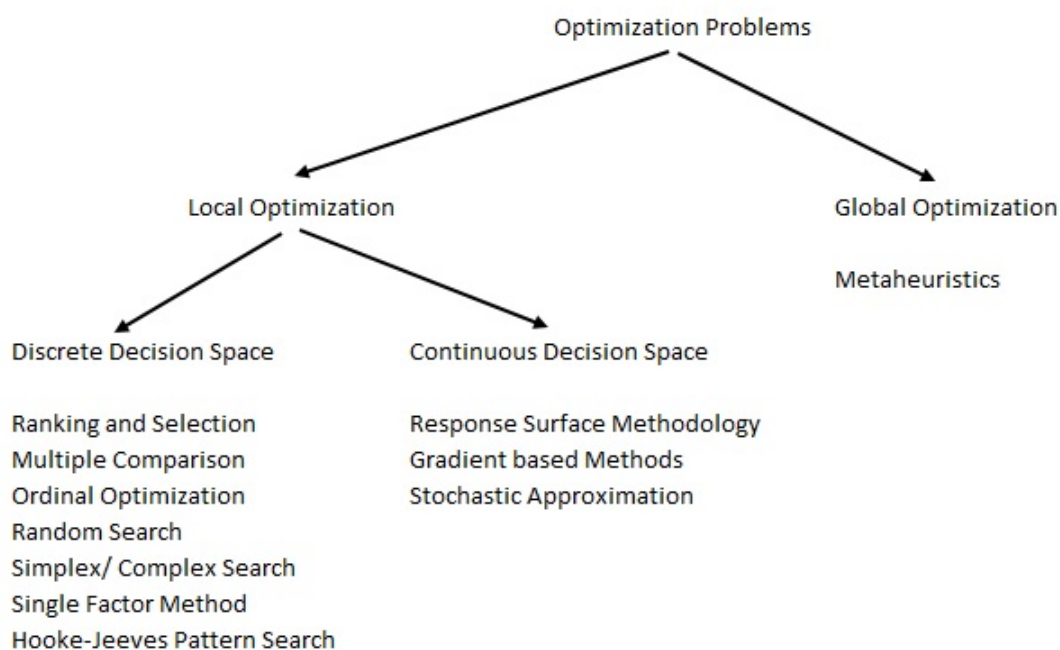 Optimization Problems
Local Optimization
Global Optimization
Metaheuristics
Discrete Decision Space
Ranking and Selection
Multiple Comparison
Ordinal Optimization
Random Search
Simplex/ Complex Search
Single Factor Method
Hooke-Jeeves Pattern Search
Continuous Decision Space
Response Surface Methodology
Gradient based Methods
Stochastic Approximation